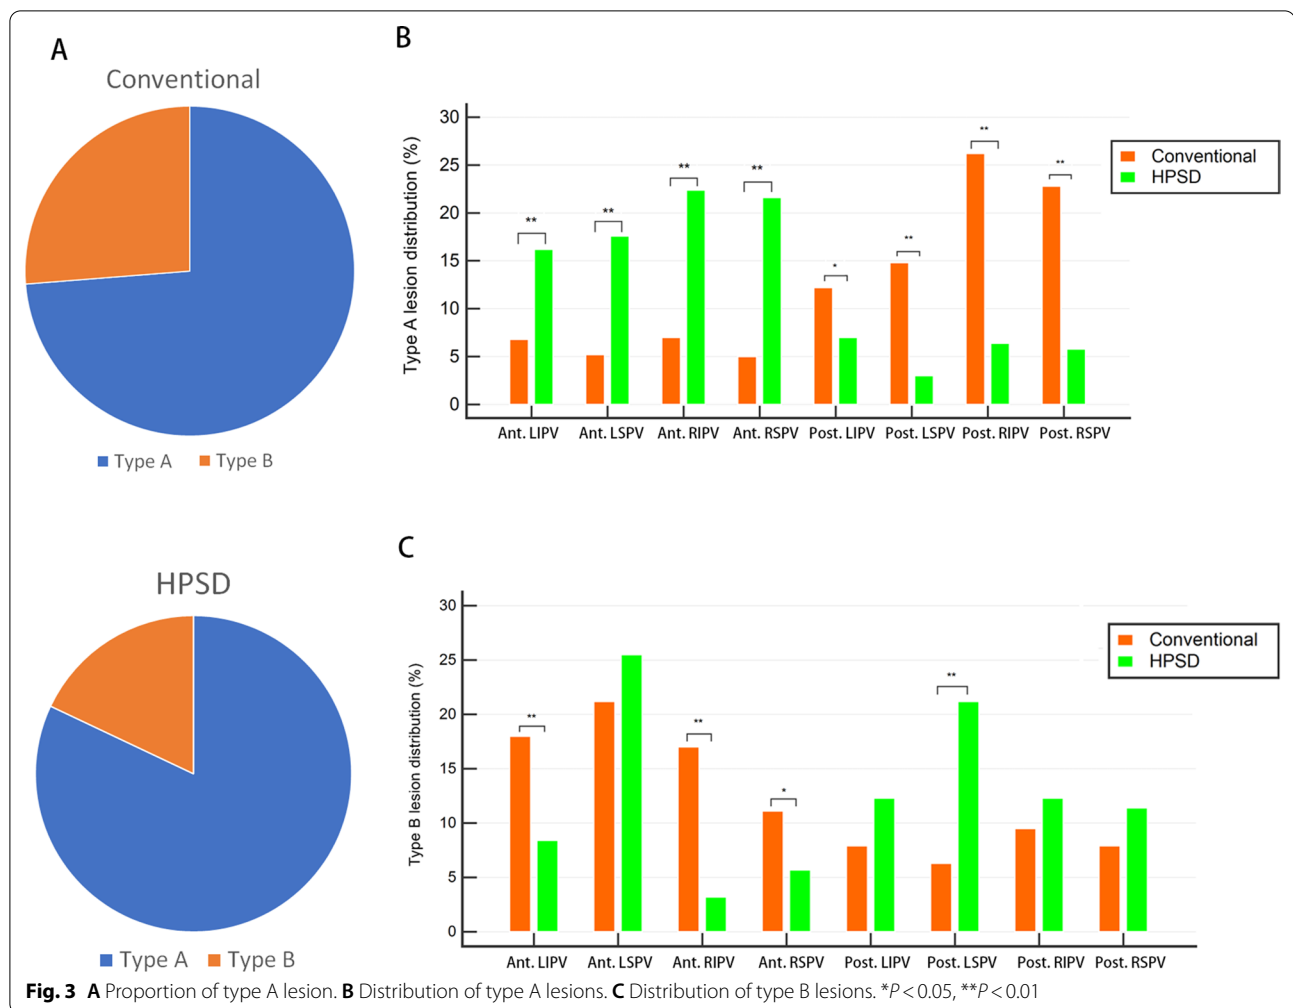 A
Conventional
Type A Type B
HPSD
Type A Type B
B
Type A lesion distribution (%)
30
25
20
15
10
5
0
** ** ** ** * ** ** **
Conventional
HPSD
Ant. LIPV Ant. LSPV Ant. RIPV Ant. RSPV Post. LIPV Post. LSPV Post. RIPV Post. RSPV
C
Type B lesion distribution (%)
30
25
20
15
10
5
0
** ** * **
Conventional
HPSD
Ant. LIPV Ant. LSPV Ant. RIPV Ant. RSPV Post. LIPV Post. LSPV Post. RIPV Post. RSPV
Fig. 3 A Proportion of type A lesion. B Distribution of type A lesions. C Distribution of type B lesions. *P < 0.05, **P < 0.01